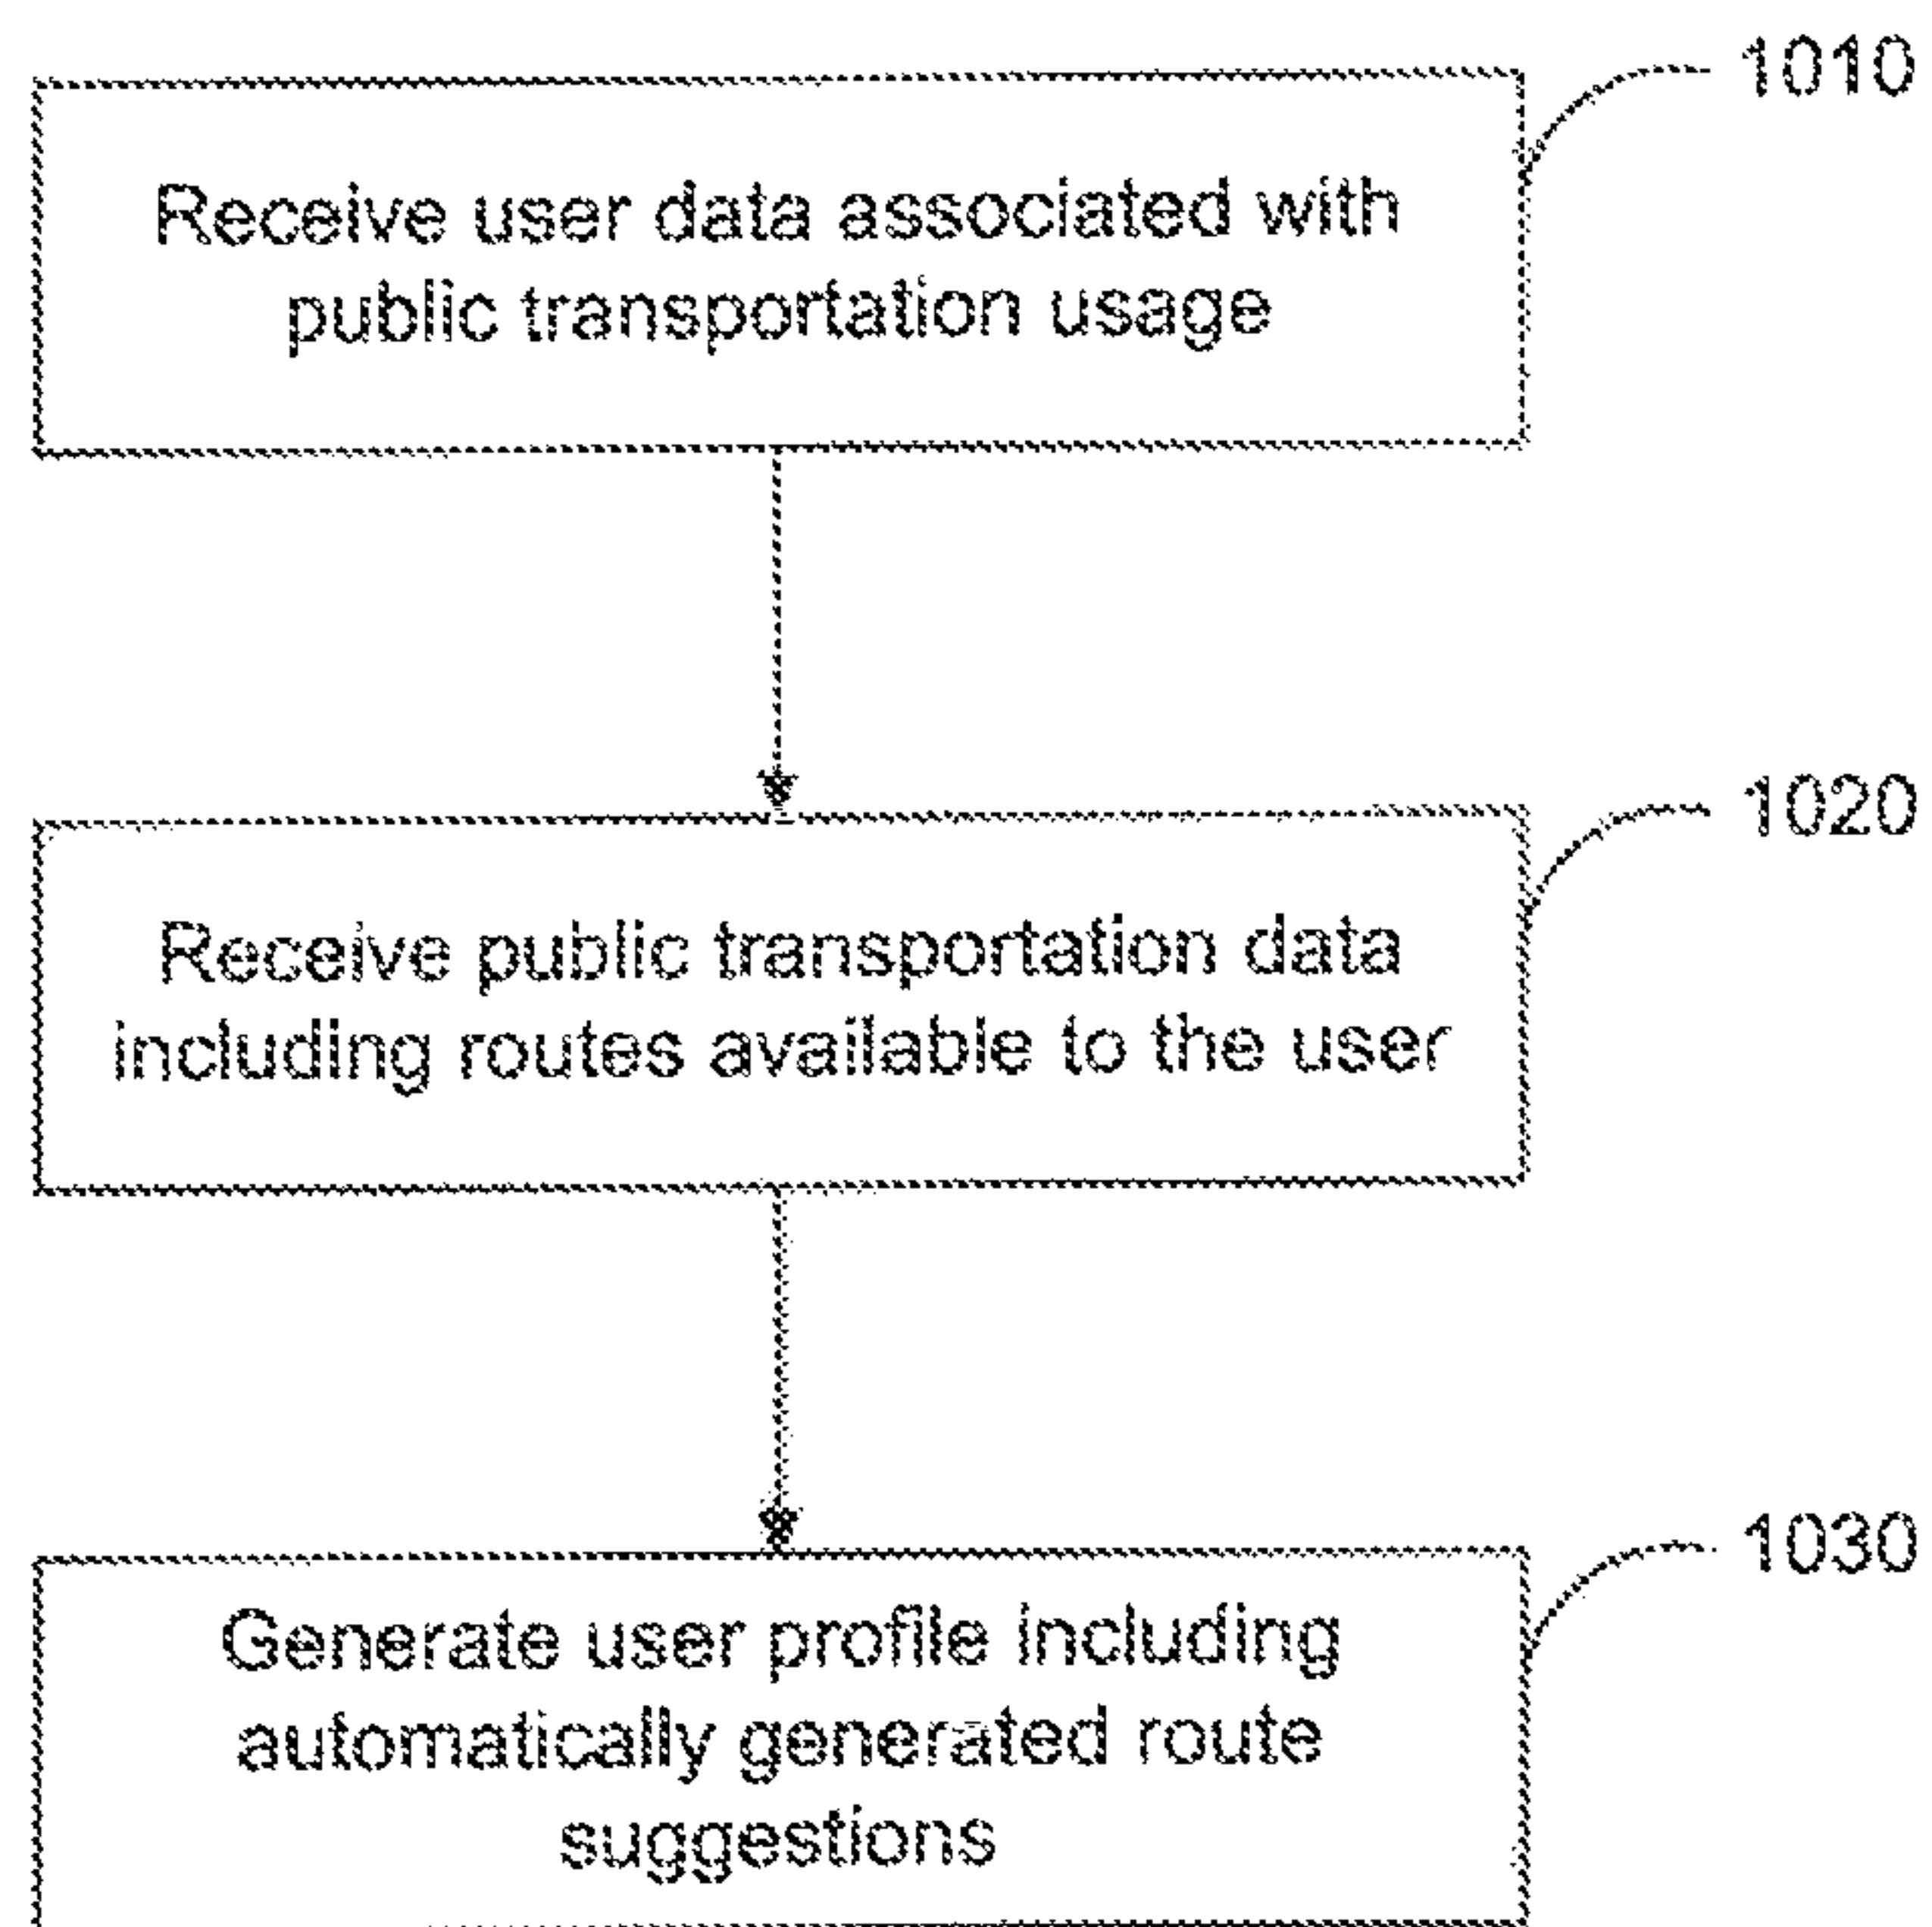 1010
Receive user data associated with
public transportation usage
1020
Receive public transportation data
including routes available to the user
1030
Generate user profile including
automatically generated route
suggestions